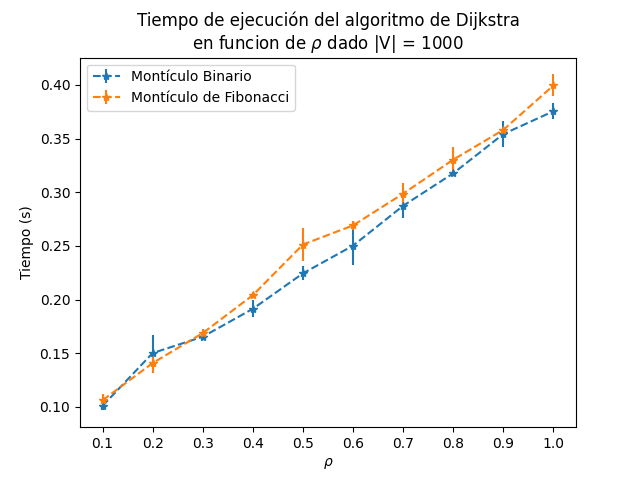 Tiempo de ejecución del algoritmo de Dijkstra
en funcion de ρ dado |V| = 1000
Montículo Binario
Montículo de Fibonacci
Tiempo (s)
0.40
0.35
0.30
0.25
0.20
0.15
0.10
0.1 0.2 0.3 0.4 0.5 0.6 0.7 0.8 0.9 1.0
ρ